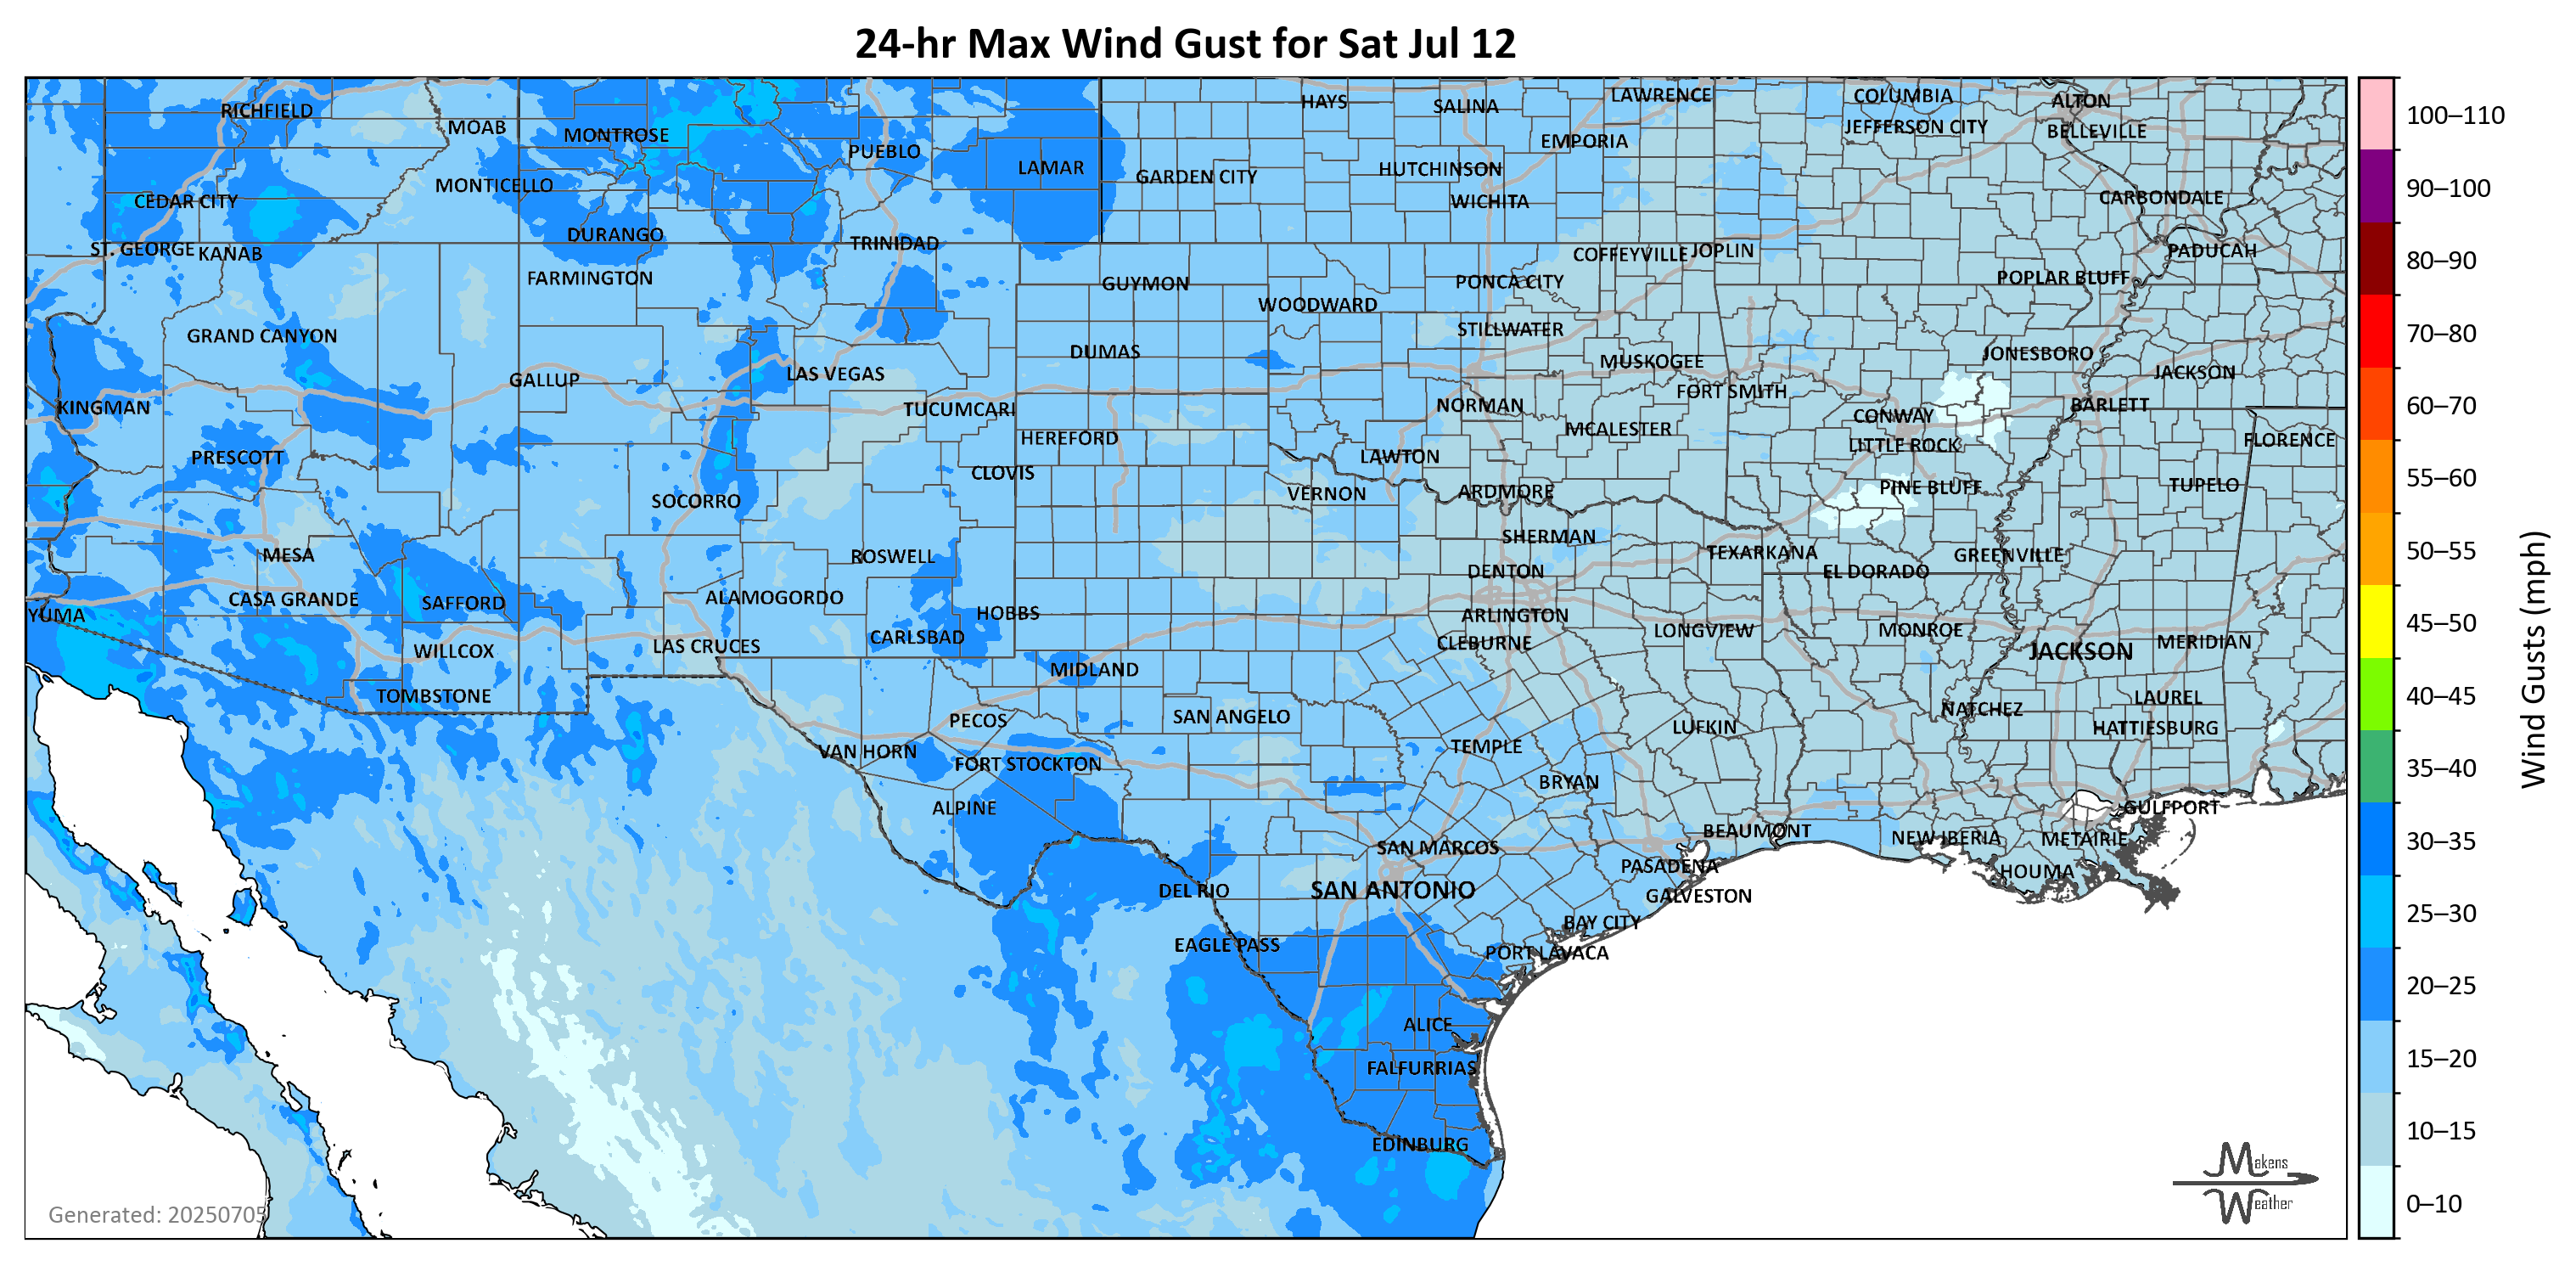 24-hr Max Wind Gust for Sat Jul 12
RICHFIELD
MOAB
MONTROSE
PUEBLO
LAMAR
HAYS
SALINA
LAWRENCE
EMPORIA
COLUMBIA
JEFFERSON CITY
ALTON
BELLEVILLE
GARDEN CITY
HUTCHINSON
WICHITA
MONTICELLO
CEDAR CITY
CARBONDALE
DURANGO
TRINIDAD
ST. GEORGE
KANAB
FARMINGTON
COFFEYVILLE
JOPLIN
PADUCAH
GUYMON
WOODWARD
PONCA CITY
POPLAR BLUFF
GRAND CANYON
STILLWATER
DUMAS
MUSKOGEE
JONESBORO
JACKSON
GALLUP
LAS VEGAS
FORT SMITH
KINGMAN
TUCUMCARI
NORMAN
CONWAY
BARLETT
HEREFORD
MCALESTER
LITTLE ROCK
FLORENCE
PRESCOTT
CLOVIS
LAWTON
SOCORRO
VERNON
ARDMORE
PINE BLUFF
TUPELO
MESA
ROSWELL
SHERMAN
TEXARKANA
GREENVILLE
DENTON
EL DORADO
CASA GRANDE
SAFFORD
ALAMOGORDO
HOBBS
ARLINGTON
YUMA
CARLSBAD
CLEBURNE
LONGVIEW
MONROE
JACKSON
MERIDIAN
WILLCOX
LAS CRUCES
MIDLAND
TOMBSTONE
PECOS
SAN ANGELO
LUFKIN
NATCHEZ
LAUREL
HATTIESBURG
VAN HORN
FORT STOCKTON
TEMPLE
BRYAN
ALPINE
GULFPORT
BEAUMONT
NEW IBERIA
METAIRIE
SAN MARCOS
PASADENA
HOUMA
DEL RIO
SAN ANTONIO
GALVESTON
BAY CITY
EAGLE PASS
PORT LAVACA
ALICE
FALFURRIAS
EDINBURG
Generated: 20250705
Makens
Weather
100–110
90–100
80–90
70–80
60–70
55–60
50–55
45–50
40–45
35–40
30–35
25–30
20–25
15–20
10–15
0–10
Wind Gusts (mph)